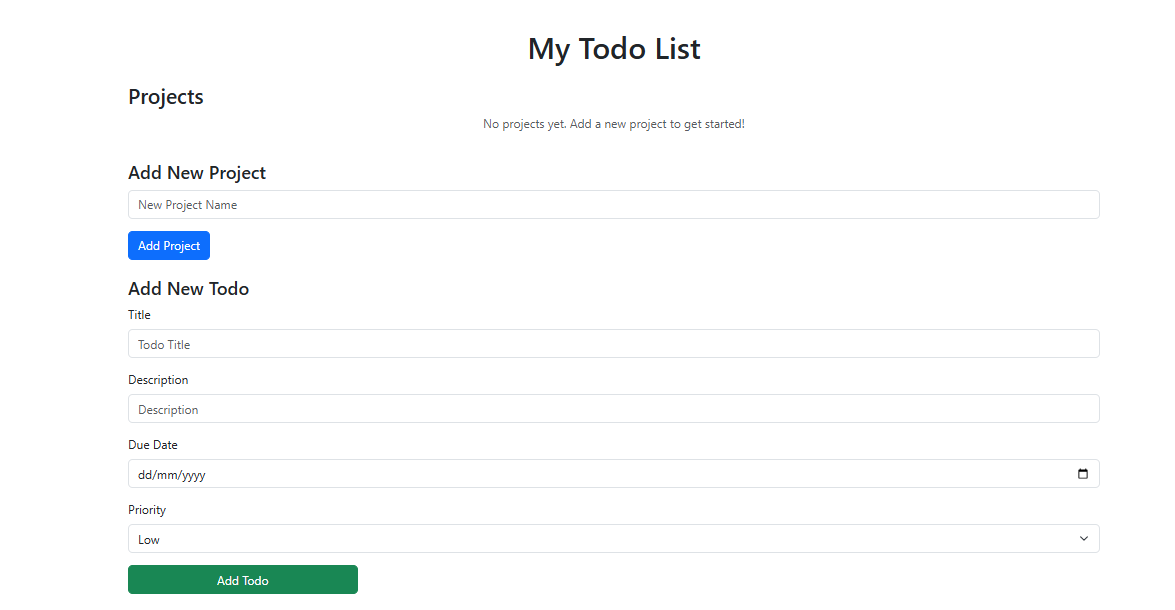 My Todo List
Projects
No projects yet. Add a new project to get started!
Add New Project
New Project Name
Add Project
Add New Todo
Title
Todo Title
Description
Description
Due Date
dd/mm/yyyy
Priority
Low
Add Todo